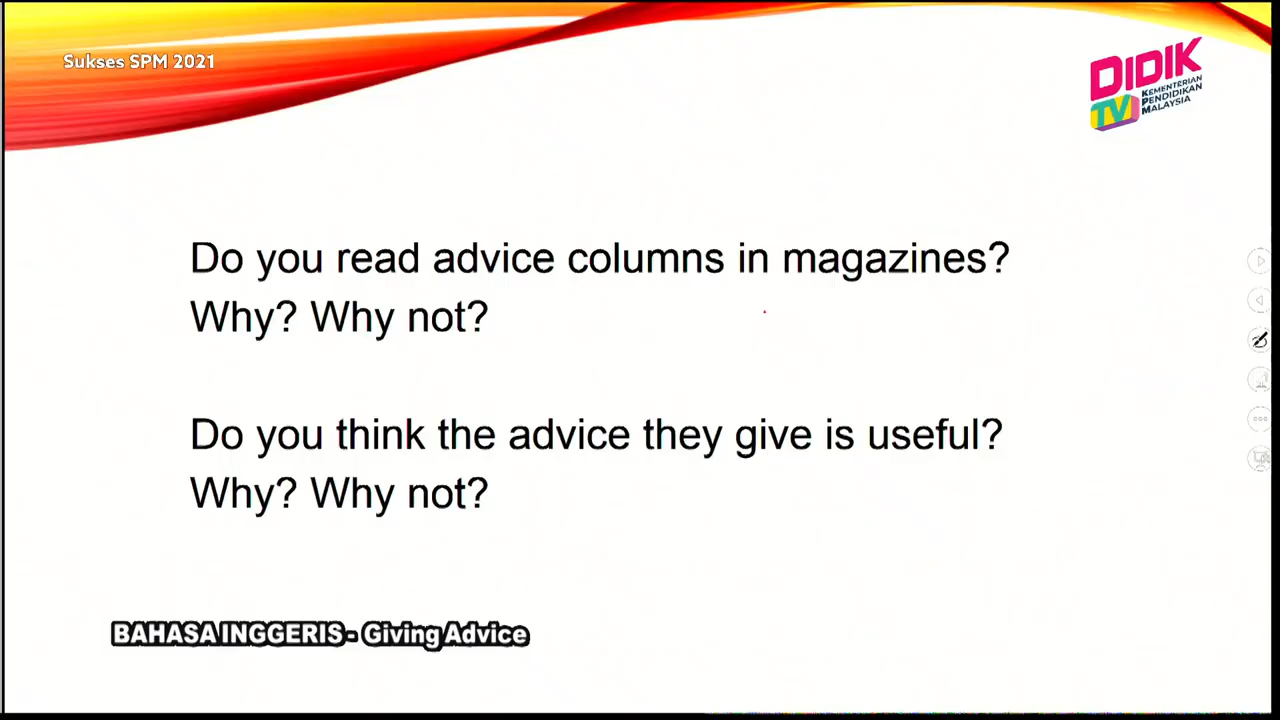 Sukses SPM 2021
DIDIK
TV
KEMENTERIAN
PENDIDIKAN
MALAYSIA
Do you read advice columns in magazines?
Why? Why not?
Do you think the advice they give is useful?
Why? Why not?
BAHASA INGGERIS - Giving Advice